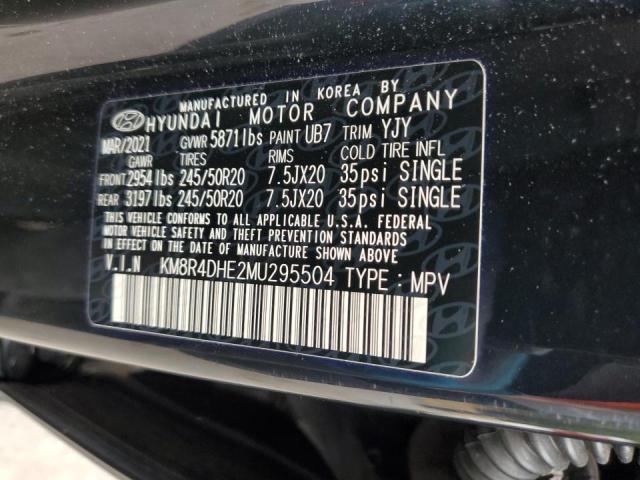 MANUFACTURED IN KOREA BY
HYUNDAI MOTOR COMPANY
MAR/2021 GVWR 5871lbs PAINT UB7 TRIM YJY
GAWR TIRES RIMS COLD TIRE INFL
FRONT 2954lbs 245/50R20 7.5JX20 35psi SINGLE
REAR 3197lbs 245/50R20 7.5JX20 35psi SINGLE
THIS VEHICLE CONFORMS TO ALL APPLICABLE U.S.A. FEDERAL
MOTOR VEHICLE SAFETY AND THEFT PREVENTION STANDARDS
IN EFFECT ON THE DATE OF MANUFACTURE SHOWN ABOVE.
V.I.N KM8R4DHE2MU295504 TYPE : MPV